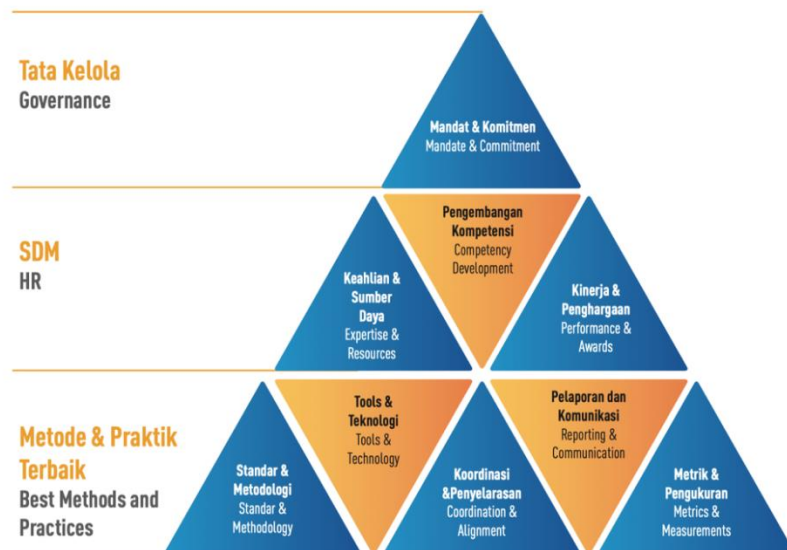 Tata Kelola
Governance
Mandat & Komitmen
Mandate & Commitment
SDM
HR
Keahlian &
Sumber
Daya
Expertise &
Resources
Pengembangan
Kompetensi
Competency
Development
Kinerja &
Penghargaan
Performance &
Awards
Metode & Praktik
Terbaik
Best Methods and
Practices
Standar &
Metodologi
Standar &
Methodology
Tools &
Teknologi
Tools &
Technology
Koordinasi
&Penyelarasan
Coordination &
Alignment
Pelaporan dan
Komunikasi
Reporting &
Communication
Metrik &
Pengukuran
Metrics &
Measurements